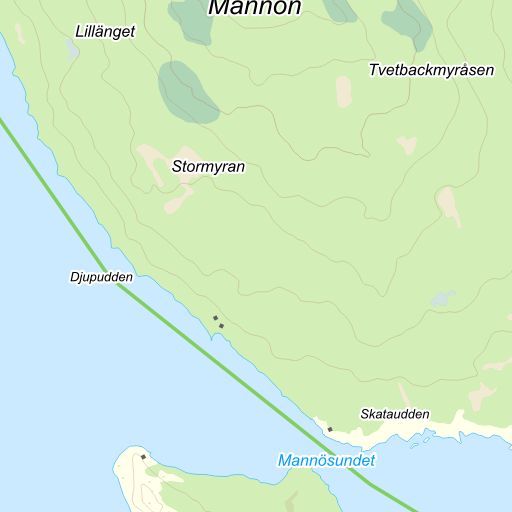 Mannön
Lillänget
Tvetbackmyråsen
Stormyran
Djupudden
Skataudden
Mannösundet